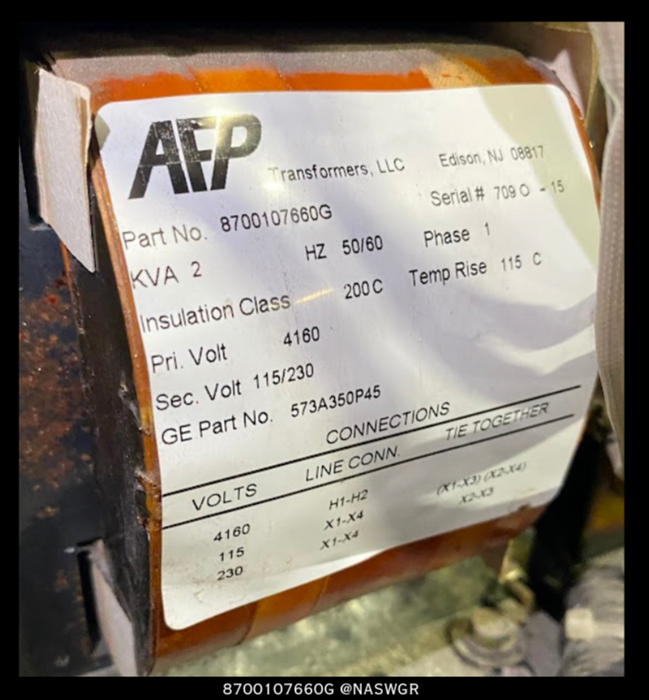 AEP Transformers, LLC Edison, NJ 08817
Part No. 8700107660G Serial # 709 0 - 15
KVA 2 HZ 50/60 Phase 1
Insulation Class 200C Temp Rise 115 C
Pri. Volt 4160
Sec. Volt 115/230
GE Part No. 573A350P45
CONNECTIONS
VOLTS LINE CONN. TIE TOGETHER
4160 H1-H2
115 X1-X4 (X1-X3) (X2-X4)
230 X1-X4 X2-X3
8700107660G @NASWGR